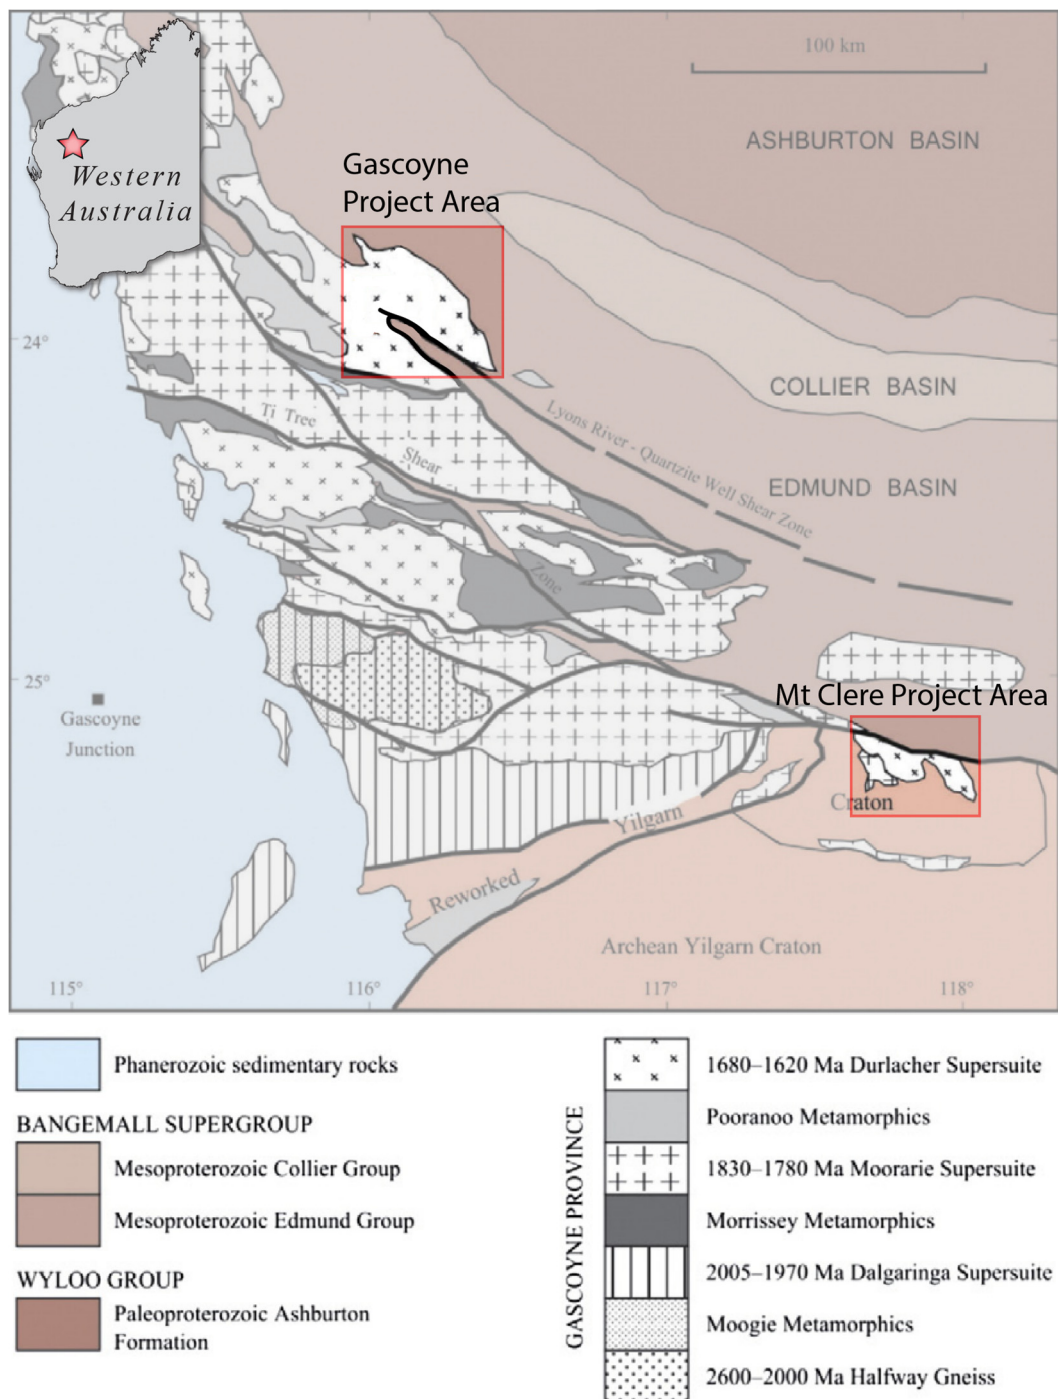 100 km
ASHBURTON BASIN
Gascoyne
Project Area
Western
Australia
24°
COLLIER BASIN
Ti Tree
Shear
Zone
Lyons River - Quartzite Well Shear Zone
EDMUND BASIN
25°
Gascoyne
Junction
Mt Clere Project Area
Craton
Yilgarn
Reworked
Archean Yilgarn Craton
115°
116°
117°
118°
Phanerozoic sedimentary rocks
BANGEMALL SUPERGROUP
Mesoproterozoic Collier Group
Mesoproterozoic Edmund Group
WYLOO GROUP
Paleoproterozoic Ashburton
Formation
GASCOYNE PROVINCE
1680–1620 Ma Durlacher Supersuite
Pooranoo Metamorphics
1830–1780 Ma Moorarie Supersuite
Morrissey Metamorphics
2005–1970 Ma Dalgaringa Supersuite
Moogie Metamorphics
2600–2000 Ma Halfway Gneiss